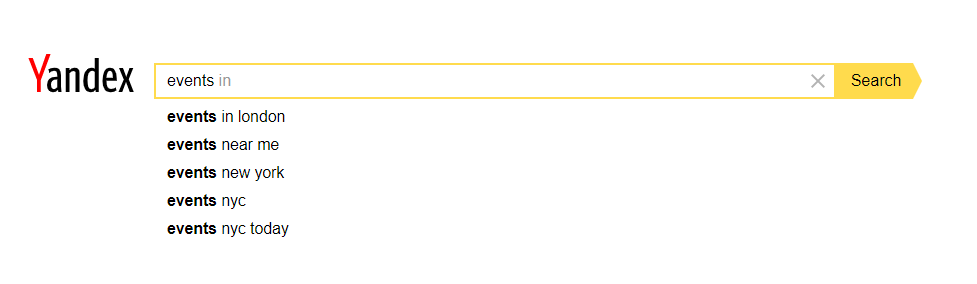 Yandex
events in
Search
events in london
events near me
events new york
events nyc
events nyc today